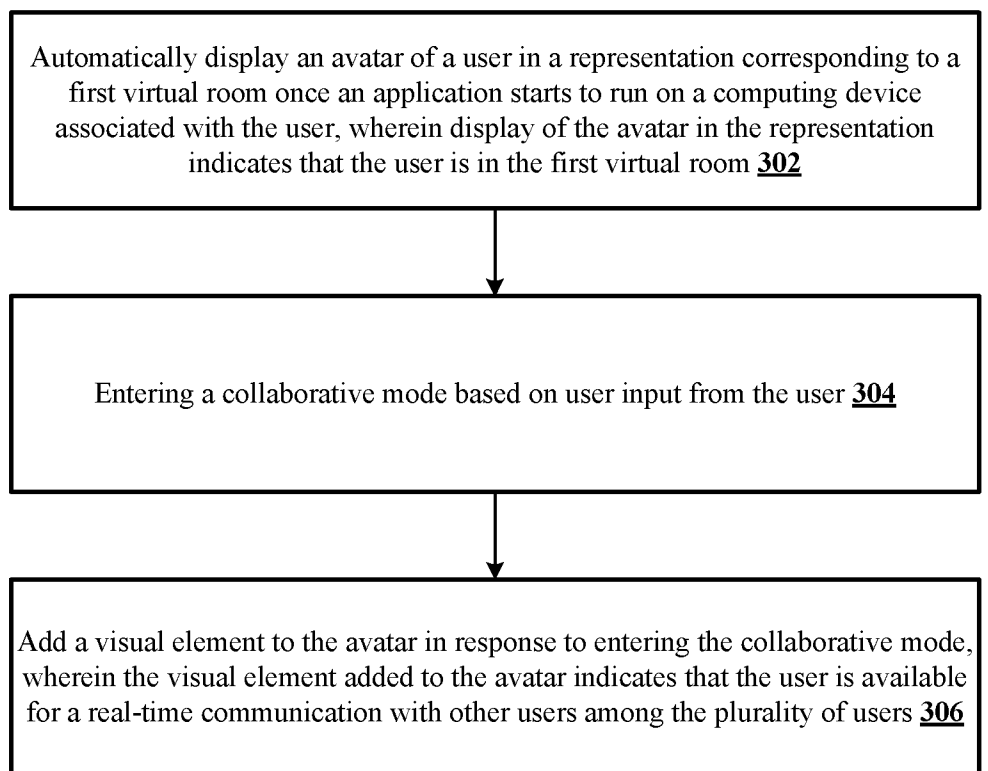 Automatically display an avatar of a user in a representation corresponding to a
first virtual room once an application starts to run on a computing device
associated with the user, wherein display of the avatar in the representation
indicates that the user is in the first virtual room 302
Entering a collaborative mode based on user input from the user 304
Add a visual element to the avatar in response to entering the collaborative mode,
wherein the visual element added to the avatar indicates that the user is available
for a real-time communication with other users among the plurality of users 306